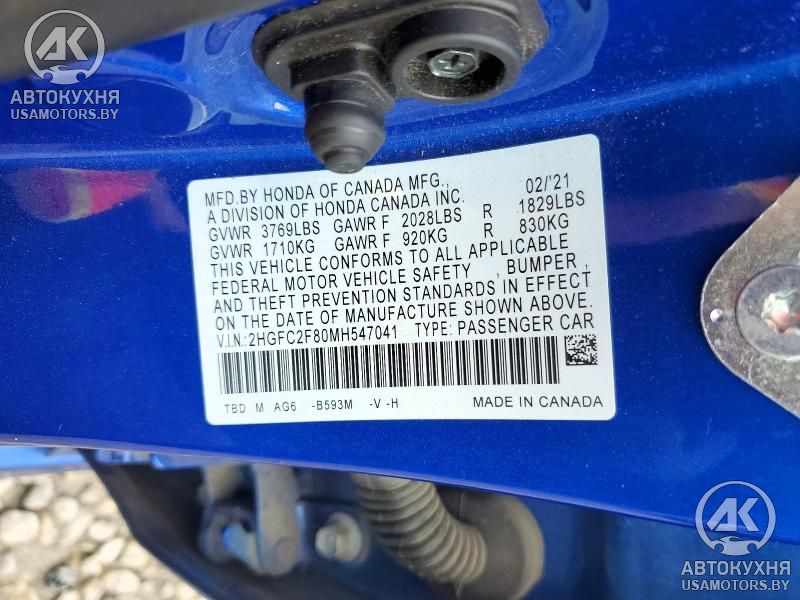 АК
АВТОКУХНЯ
USAMOTORS.BY
MFD.BY HONDA OF CANADA MFG., 02/'21
A DIVISION OF HONDA CANADA INC.
GVWR 3769LBS GAWR F 2028LBS R 1829LBS
GVWR 1710KG GAWR F 920KG R 830KG
THIS VEHICLE CONFORMS TO ALL APPLICABLE
FEDERAL MOTOR VEHICLE SAFETY , BUMPER ,
AND THEFT PREVENTION STANDARDS IN EFFECT
ON THE DATE OF MANUFACTURE SHOWN ABOVE.
V.I.N.:2HGFC2F80MH547041 TYPE: PASSENGER CAR
TBD M AG6 -B593M -V -H MADE IN CANADA
АК
АВТОКУХНЯ
USAMOTORS.BY